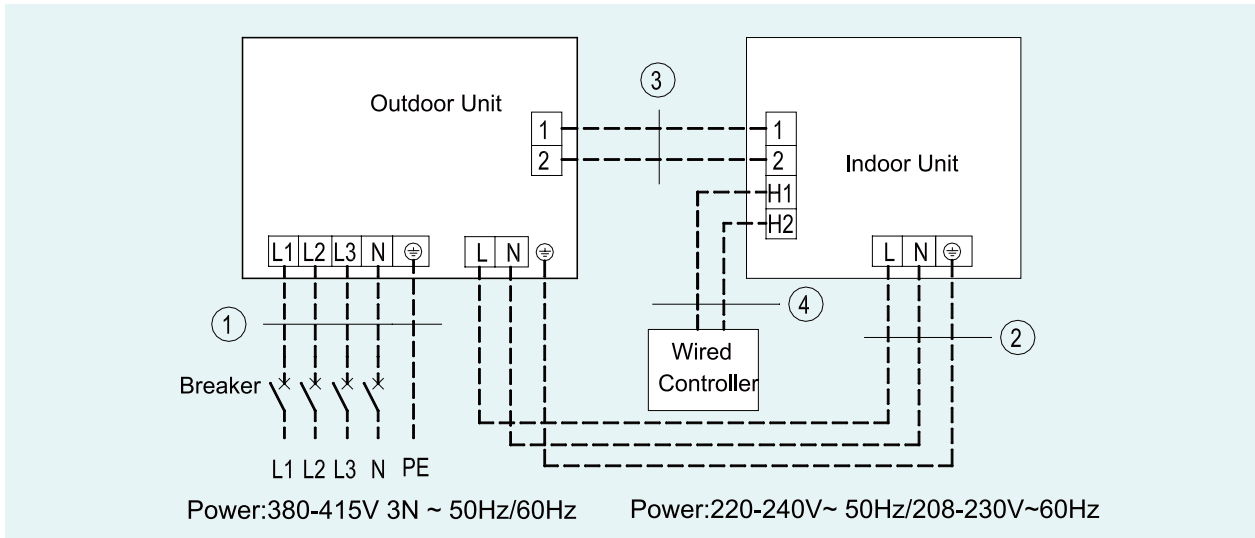 3
Outdoor Unit
1
2
1
2
H1
H2
Indoor Unit
L1 L2 L3 N
L N
L N
4
1
2
Wired
Controller
Breaker
L1 L2 L3 N PE
Power:380-415V 3N ~ 50Hz/60Hz
Power:220-240V~ 50Hz/208-230V~60Hz